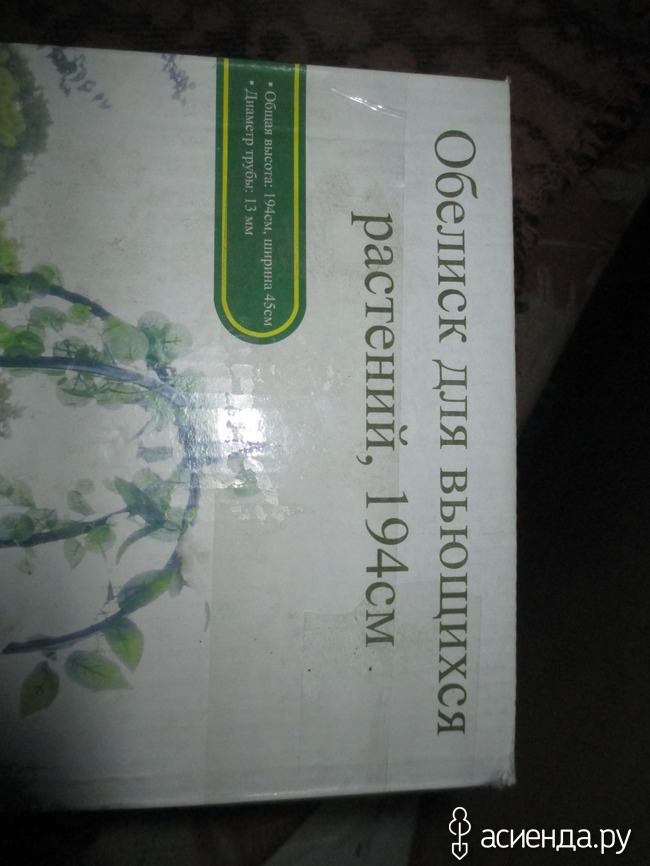 Обелиск для вьющихся
растений, 194см
• Общая высота: 194см, ширина 45см
• Диаметр трубы: 13 мм
асиенда.ру